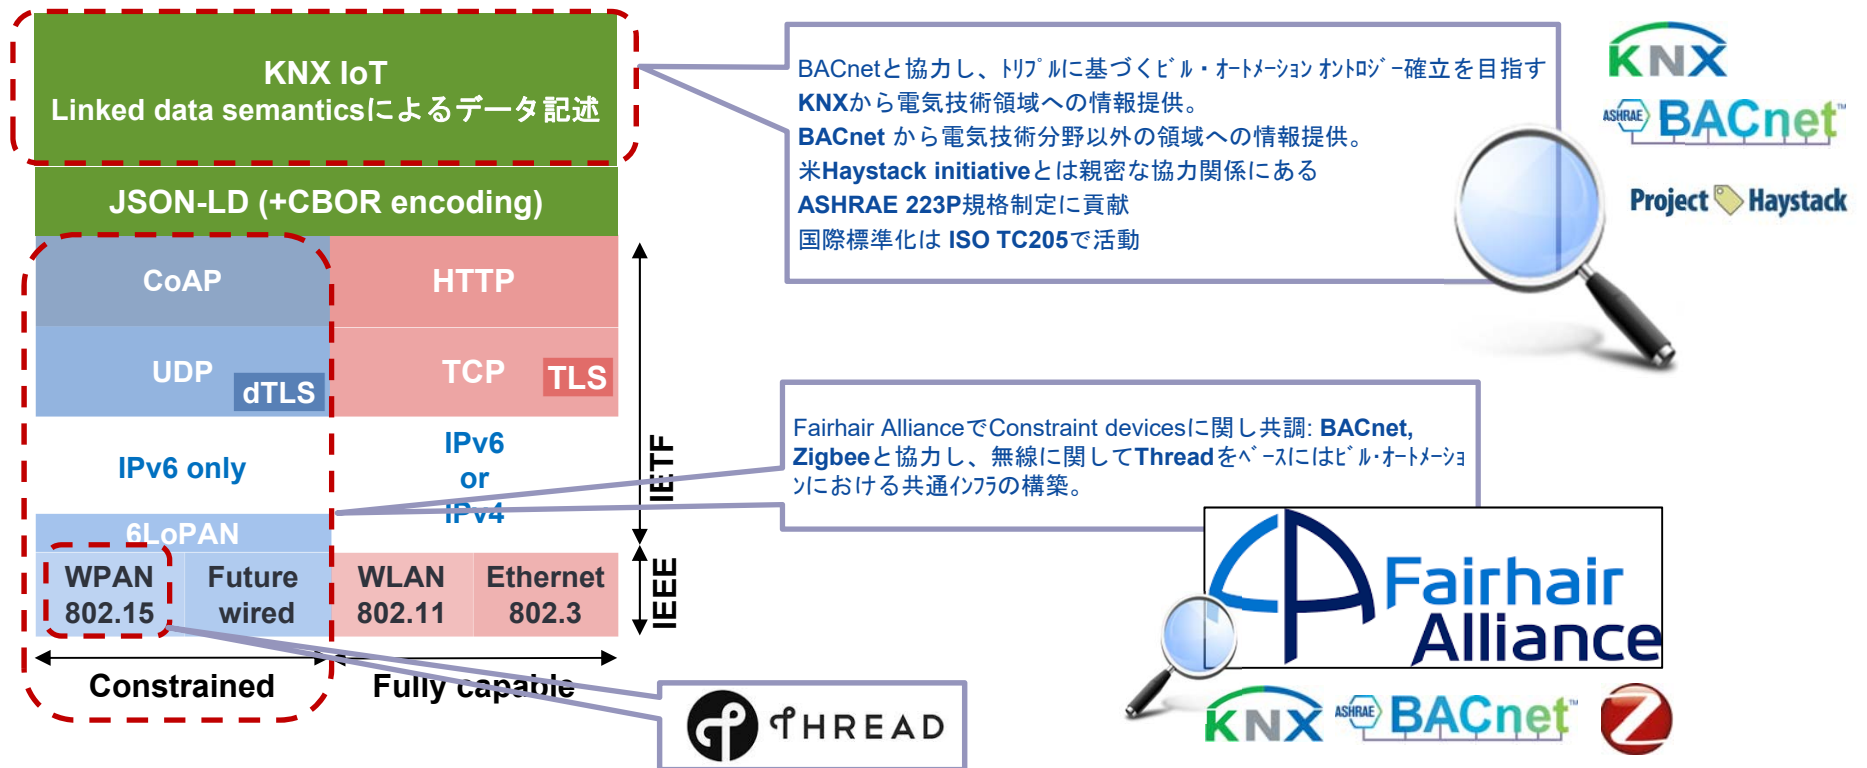 KNX IoT
Linked data semanticsによるデータ記述
JSON-LD (+CBOR encoding)
CoAP
HTTP
UDP
dTLS
TCP
TLS
IPv6 only
IPv6
or
IPv4
6LoPAN
WPAN
802.15
Future
wired
WLAN
802.11
Ethernet
802.3
IETF
IEEE
Constrained
Fully capable
BACnetと協力し、ﾄﾘﾌﾟﾙに基づくﾋﾞﾙ・ｵｰﾄﾒｰｼｮﾝ ｵﾝﾄﾛｼﾞｰ確立を目指す
KNXから電気技術領域への情報提供。
BACnet から電気技術分野以外の領域への情報提供。
米Haystack initiativeとは親密な協力関係にある
ASHRAE 223P規格制定に貢献
国際標準化は ISO TC205で活動
KNX
ASHRAE BACnet™
Project Haystack
Fairhair AllianceでConstraint devicesに関し共調: BACnet,
Zigbeeと協力し、無線に関してThreadをﾍﾞｰｽにはﾋﾞﾙ･ｵｰﾄﾒｰｼｮ
ﾝにおける共通ｲﾝﾌﾗの構築。
Fairhair
Alliance
THREAD
KNX
ASHRAE BACnet™